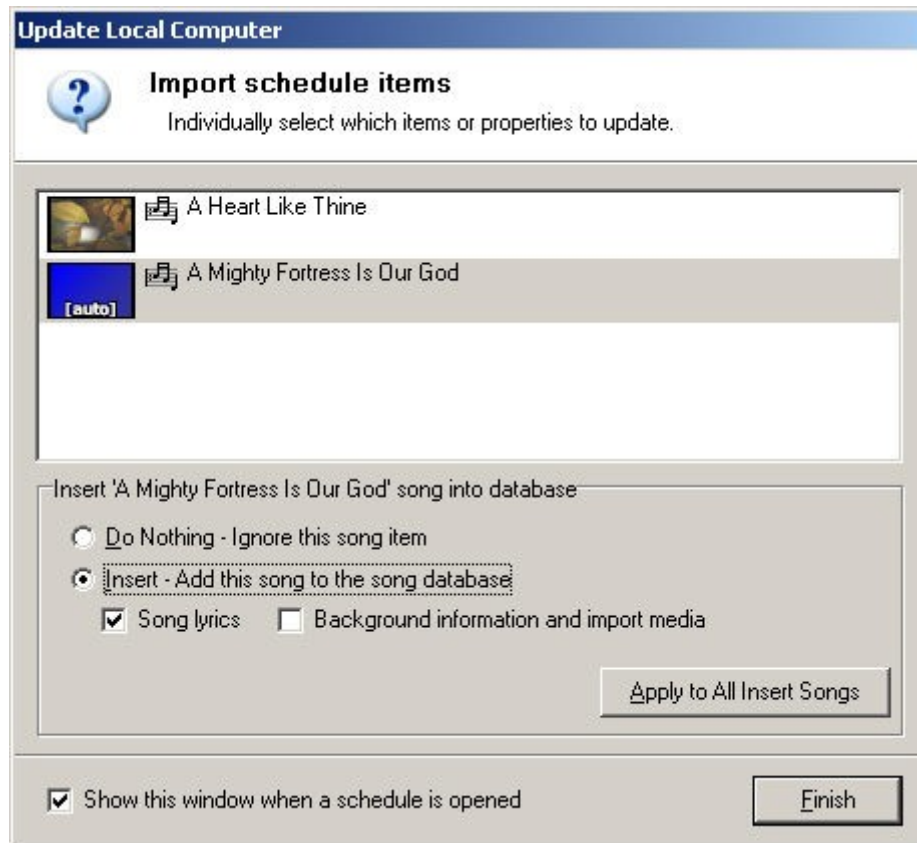 Update Local Computer
Import schedule items
Individually select which items or properties to update.
A Heart Like Thine
[auto]
A Mighty Fortress Is Our God
Insert 'A Mighty Fortress Is Our God' song into database
Do Nothing - Ignore this song item
Insert - Add this song to the song database
Song lyrics
Background information and import media
Apply to All Insert Songs
Show this window when a schedule is opened
Finish